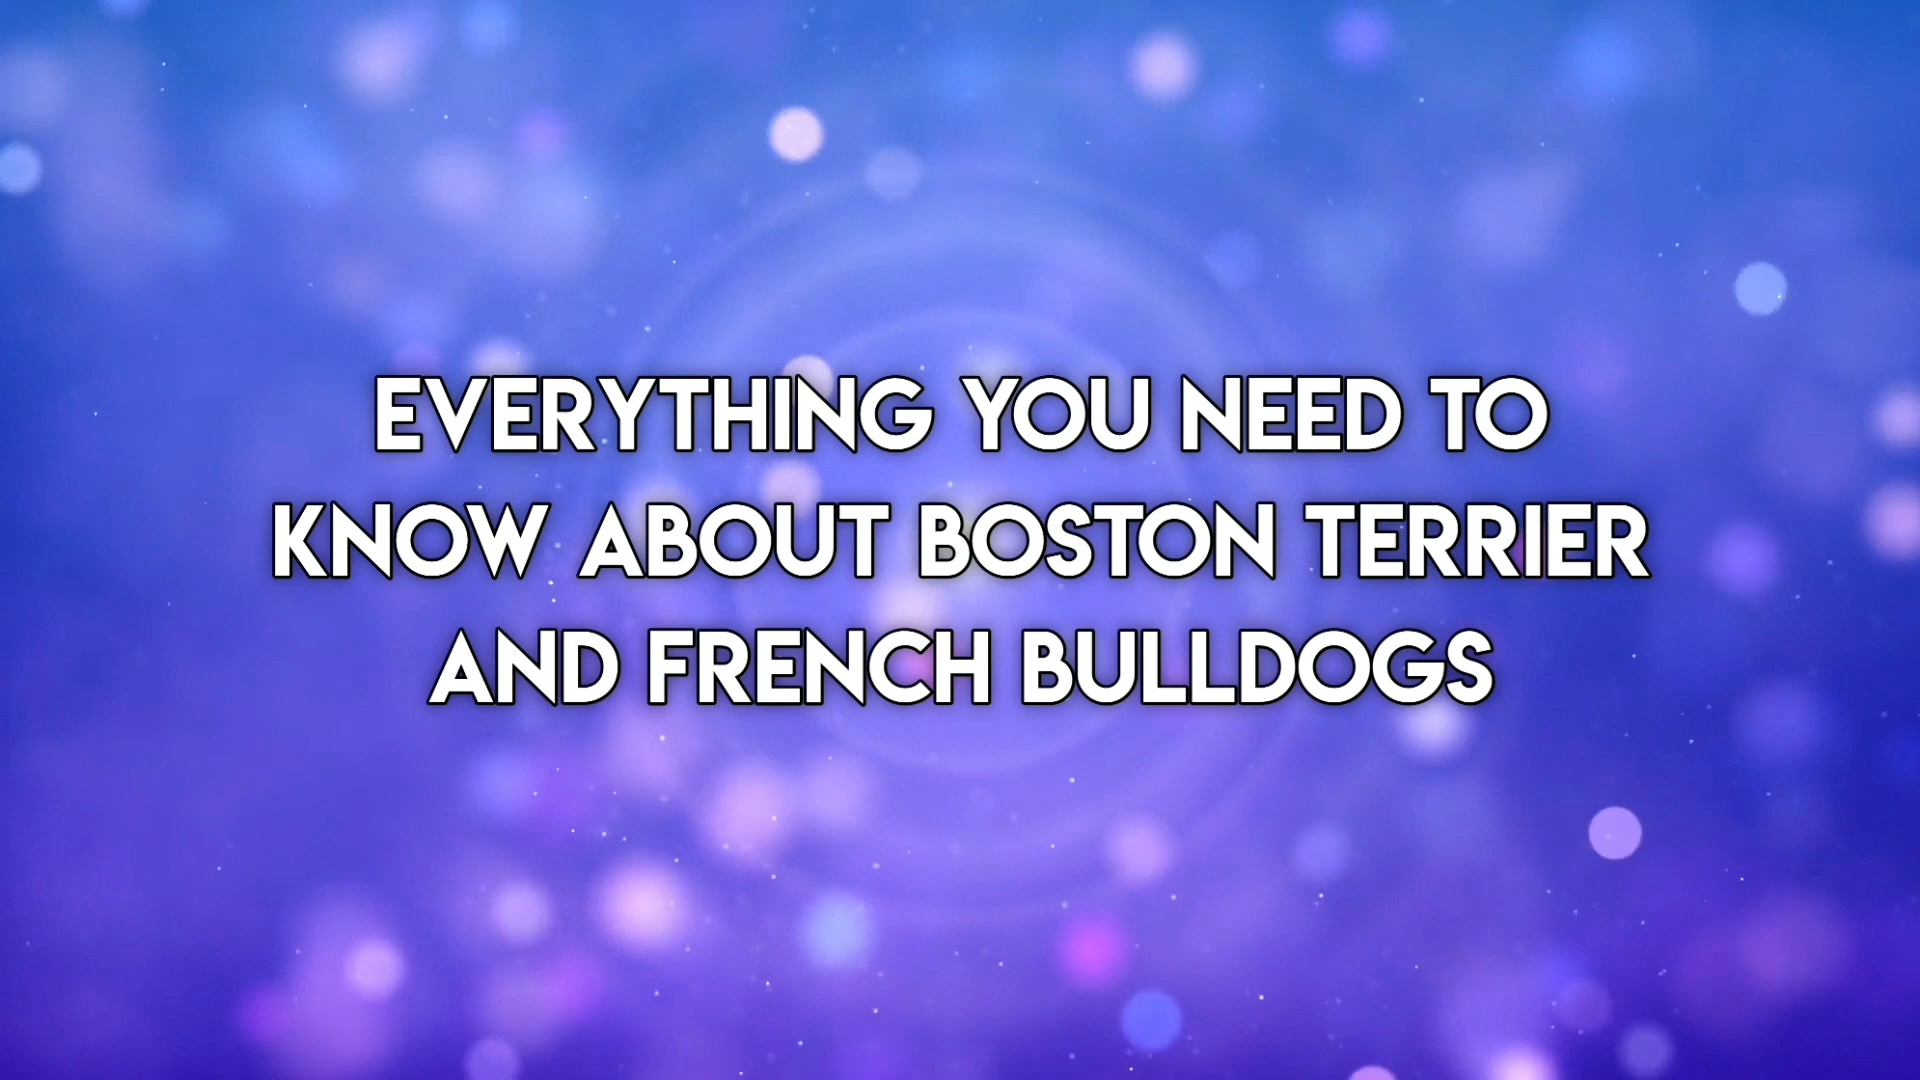 EVERYTHING YOU NEED TO
KNOW ABOUT BOSTON TERRIER
AND FRENCH BULLDOGS